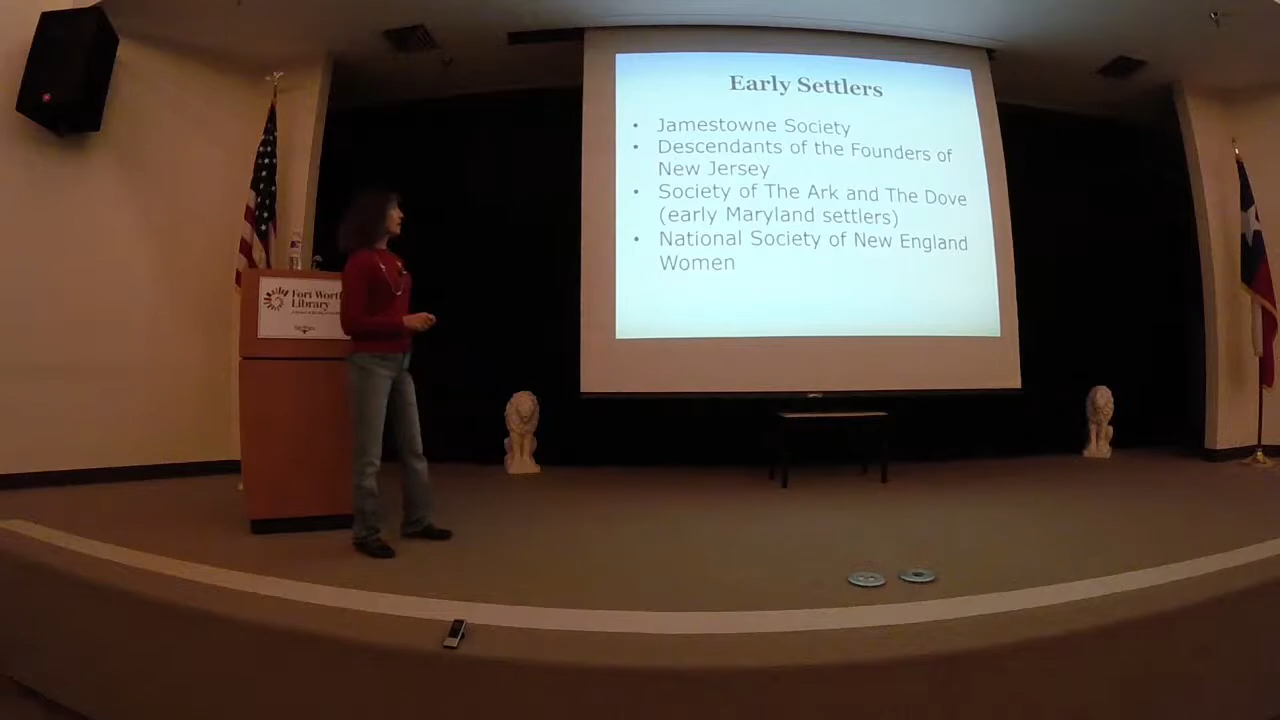 Early Settlers
• Jamestowne Society
• Descendants of the Founders of
New Jersey
• Society of The Ark and The Dove
(early Maryland settlers)
• National Society of New England
Women
Fort Worth
Library